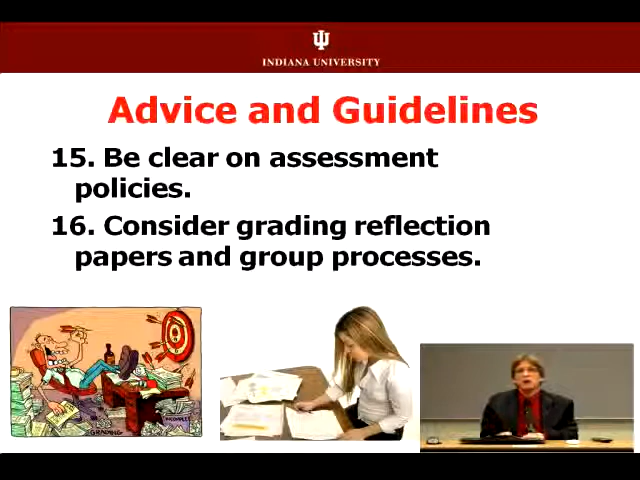 INDIANA UNIVERSITY
Advice and Guidelines
15. Be clear on assessment
policies.
16. Consider grading reflection
papers and group processes.
GRADING